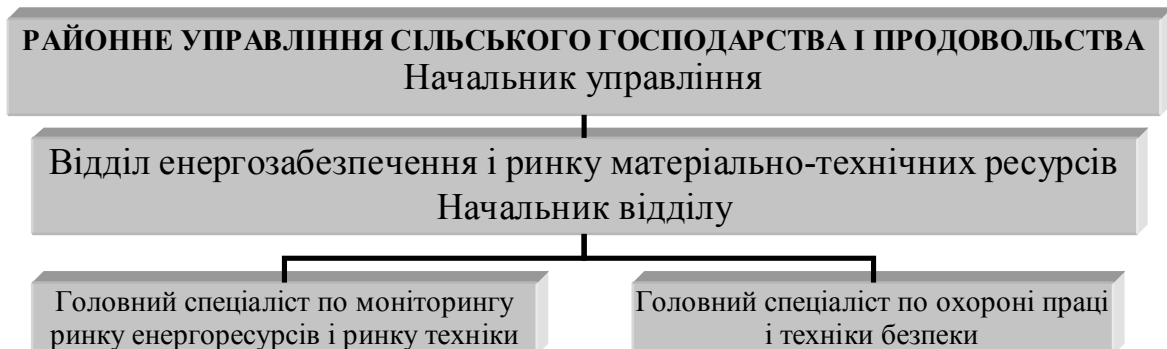 РАЙОННЕ УПРАВЛІННЯ СІЛЬСЬКОГО ГОСПОДАРСТВА І ПРОДОВОЛЬСТВА
Начальник управління
Відділ енергозабезпечення і ринку матеріально-технічних ресурсів
Начальник відділу
Головний спеціаліст по моніторингу
ринку енергоресурсів і ринку техніки
Головний спеціаліст по охороні праці
і техніки безпеки